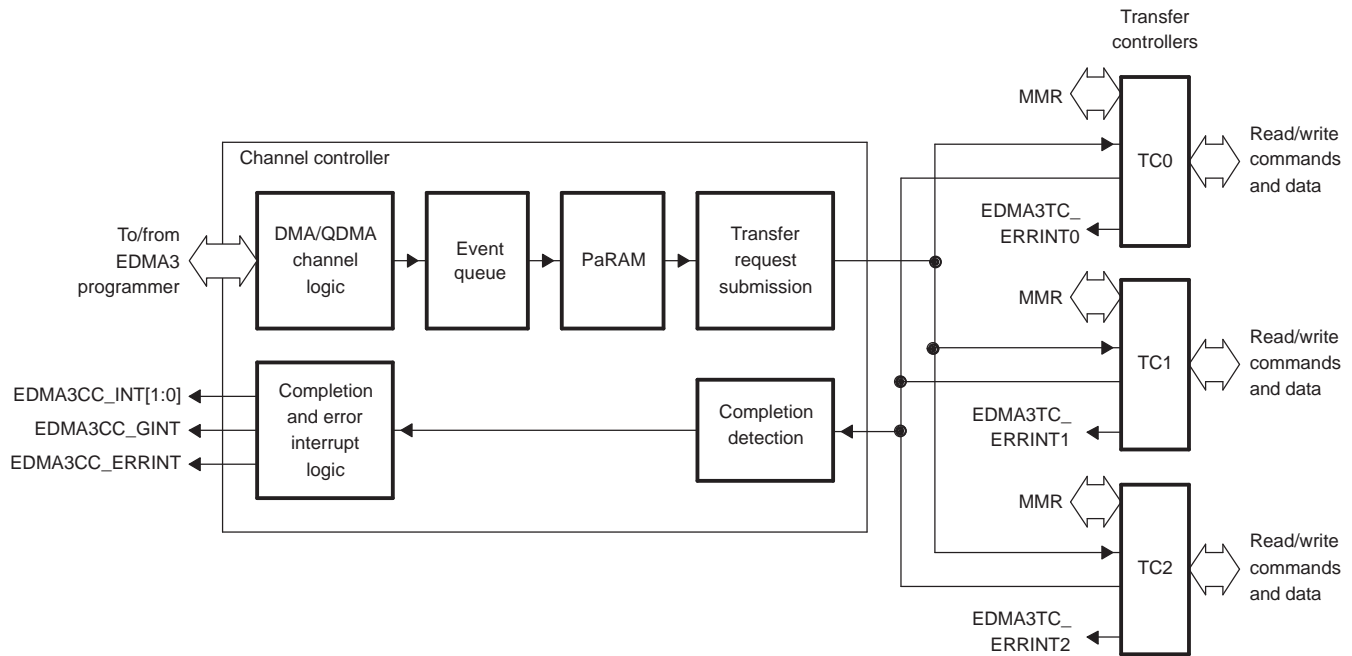 Transfer
controllers
MMR
TC0
Read/write
commands
and data
EDMA3TC_
ERRINT0
Channel controller
To/from
EDMA3
programmer
DMA/QDMA
channel
logic
Event
queue
PaRAM
Transfer
request
submission
MMR
TC1
Read/write
commands
and data
EDMA3TC_
ERRINT1
EDMA3CC_INT[1:0]
EDMA3CC_GINT
EDMA3CC_ERRINT
Completion
and error
interrupt
logic
Completion
detection
MMR
TC2
Read/write
commands
and data
EDMA3TC_
ERRINT2